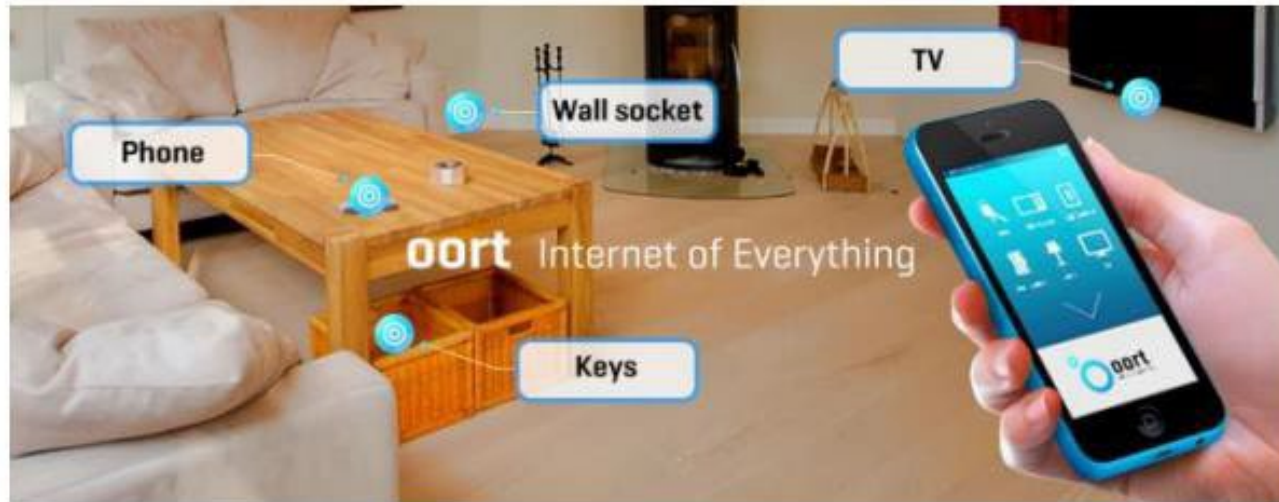 TV
Wall socket
Phone
oort Internet of Everything
Keys
oort